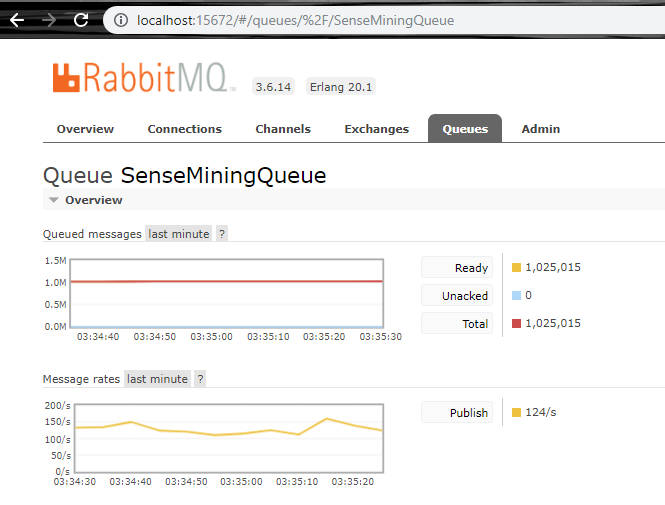 localhost:15672/#/queues/%2F/SenseMiningQueue
RabbitMQ 3.6.14 Erlang 20.1
Overview Connections Channels Exchanges Queues Admin
Queue SenseMiningQueue
Overview
Queued messages last minute ?
1.5M
1.0M
0.5M
0.0M
03:34:40 03:34:50 03:35:00 03:35:10 03:35:20 03:35:30
Ready 1,025,015
Unacked 0
Total 1,025,015
Message rates last minute ?
200/s
150/s
100/s
50/s
0/s
03:34:30 03:34:40 03:34:50 03:35:00 03:35:10 03:35:20
Publish 124/s